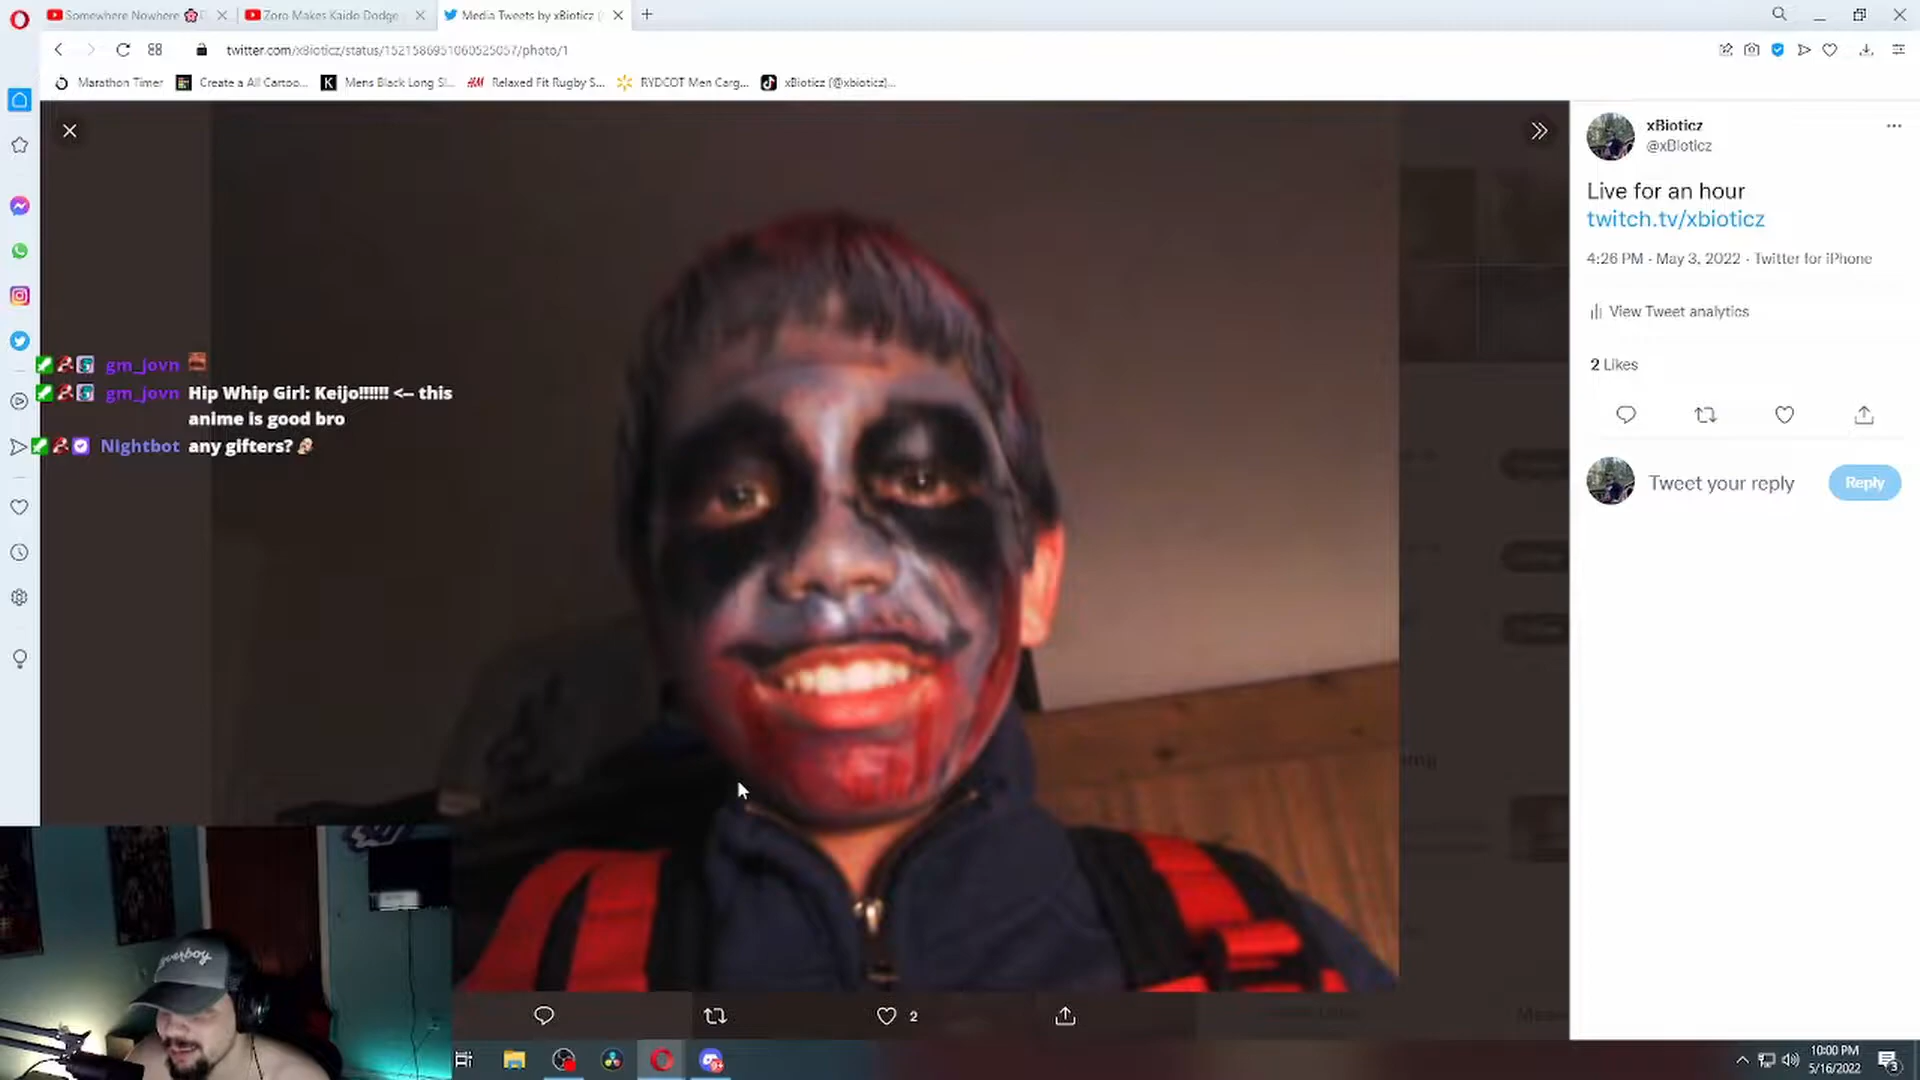 Somewhere Nowhere
Zoro Makes Kaido Dodge
Media Tweets by xBioticz (
twitter.com/xBioticz/status/1521586951060525057/photo/1
Marathon Timer
Create a All Cartoo...
Mens Black Long Sl...
Relaxed Fit Rugby S...
RYDCOT Men Carg...
xBioticz (@xbioticz)...
xBioticz
@xBioticz
Live for an hour
twitch.tv/xbioticz
4:26 PM · May 3, 2022 · Twitter for iPhone
View Tweet analytics
2 Likes
Tweet your reply
Reply
gm_jovn
gm_jovn Hip Whip Girl: Keijo!!!!!! <-- this
anime is good bro
Nightbot any gifters?
2
10:00 PM
5/16/2022
3